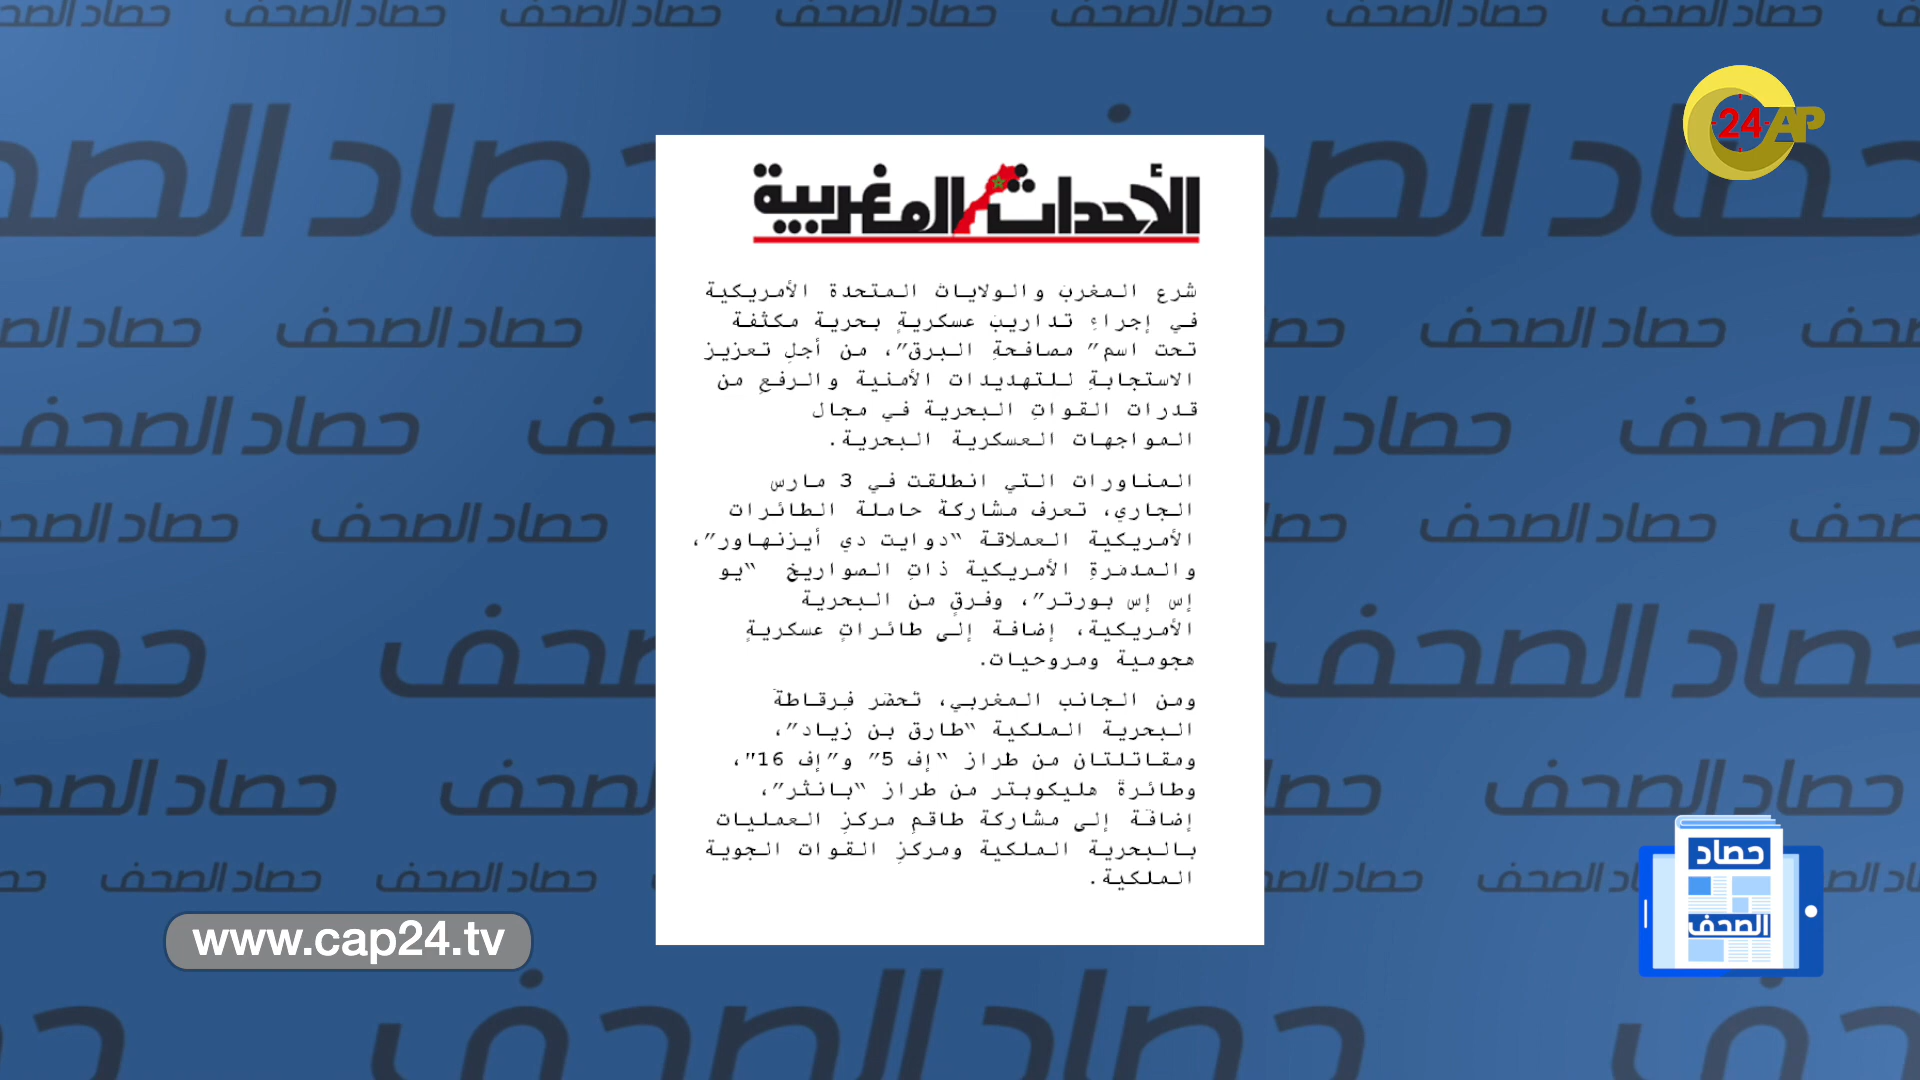 حصاد الصحف
24 CAP
الأحداث المغربية
شرع المغربَ والولاياتَ المتحدة الأمريكية
في إجراءِ تداريبَ عسكريةٍ بحرية مكثفة
تحت اسم" مصافحةِ البرق"، من أجلِ تعزيز
الاستجابةِ للتهديدات الأمنية والرفعِ من
قدرات القواتِ البحرية في مجال
المواجهات العسكرية البحرية.
المناورات التي انطلقت في 3 مارس
الجاري، تعرف مشاركةَ حاملة الطائرات
الأمريكية العملاقة "دوايت دي أيزنهاور"،
والمدمرةِ الأمريكية ذاتِ الصواريخ "يو
إس إس بورتر"، وفرقٍ من البحرية
الأمريكية، إضافة إلى طائراتٍ عسكريةٍ
هجومية ومروحيات.
ومن الجانب المغربي، تحضر فِرقاطةُ
البحرية الملكية "طارق بن زياد"،
ومقاتلتان من طراز "إف 5" و"إف 16"،
وطائرةُ هليكوبتر من طراز "بانثر"،
إضافة إلى مشاركة طاقمِ مركزِ العمليات
بالبحرية الملكية ومركزِ القوات الجوية
الملكية.
www.cap24.tv
حصاد
الصحف